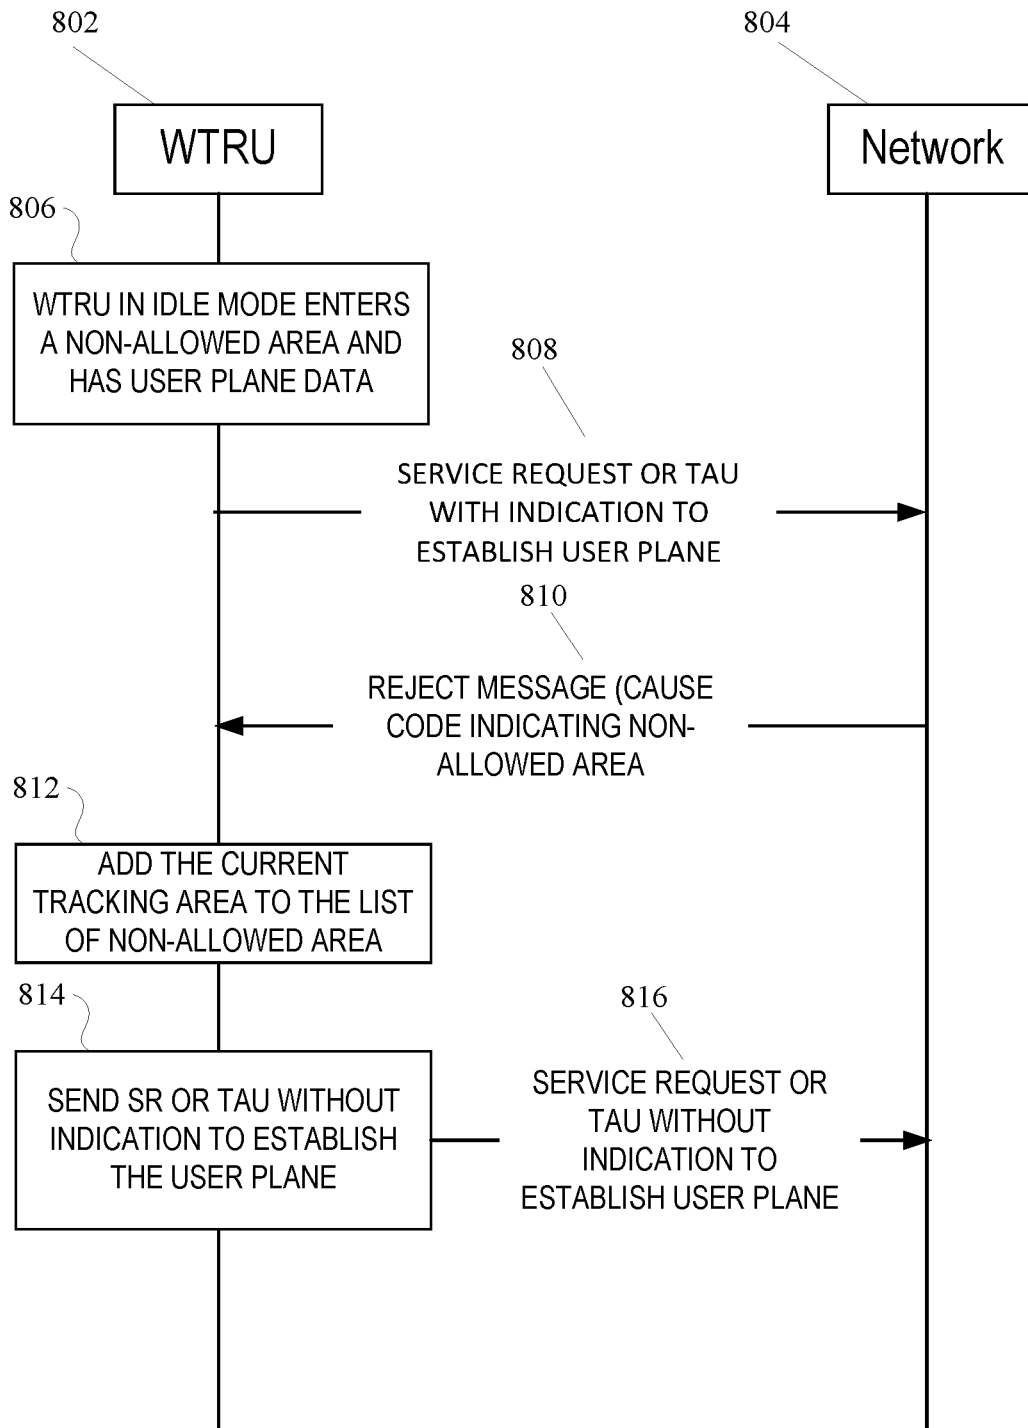 802
804
WTRU
Network
806
WTRU IN IDLE MODE ENTERS
A NON-ALLOWED AREA AND
HAS USER PLANE DATA
808
SERVICE REQUEST OR TAU
WITH INDICATION TO
ESTABLISH USER PLANE
810
REJECT MESSAGE (CAUSE
CODE INDICATING NON-
ALLOWED AREA
812
ADD THE CURRENT
TRACKING AREA TO THE LIST
OF NON-ALLOWED AREA
814
SEND SR OR TAU WITHOUT
INDICATION TO ESTABLISH
THE USER PLANE
816
SERVICE REQUEST OR
TAU WITHOUT
INDICATION TO
ESTABLISH USER PLANE